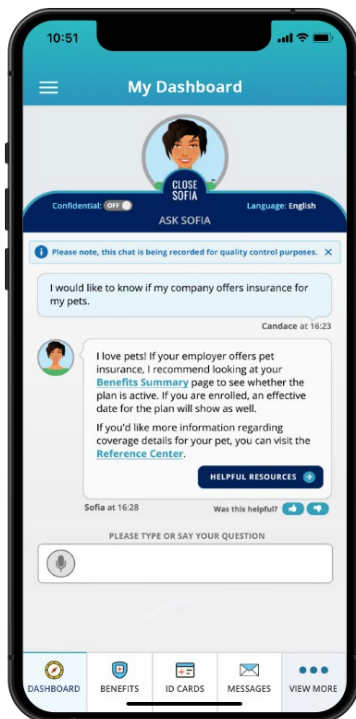 10:51
My Dashboard
CLOSE
SOFIA
Confidential: OFF
Language: English
ASK SOFIA
Please note, this chat is being recorded for quality control purposes. X
I would like to know if my company offers insurance for
my pets.
Candace at 16:23
I love pets! If your employer offers pet
insurance, I recommend looking at your
Benefits Summary page to see whether the
plan is active. If you are enrolled, an effective
date for the plan will show as well.
If you'd like more information regarding
coverage details for your pet, you can visit the
Reference Center.
HELPFUL RESOURCES
Sofia at 16:28
Was this helpful?
PLEASE TYPE OR SAY YOUR QUESTION
DASHBOARD
BENEFITS
ID CARDS
MESSAGES
VIEW MORE